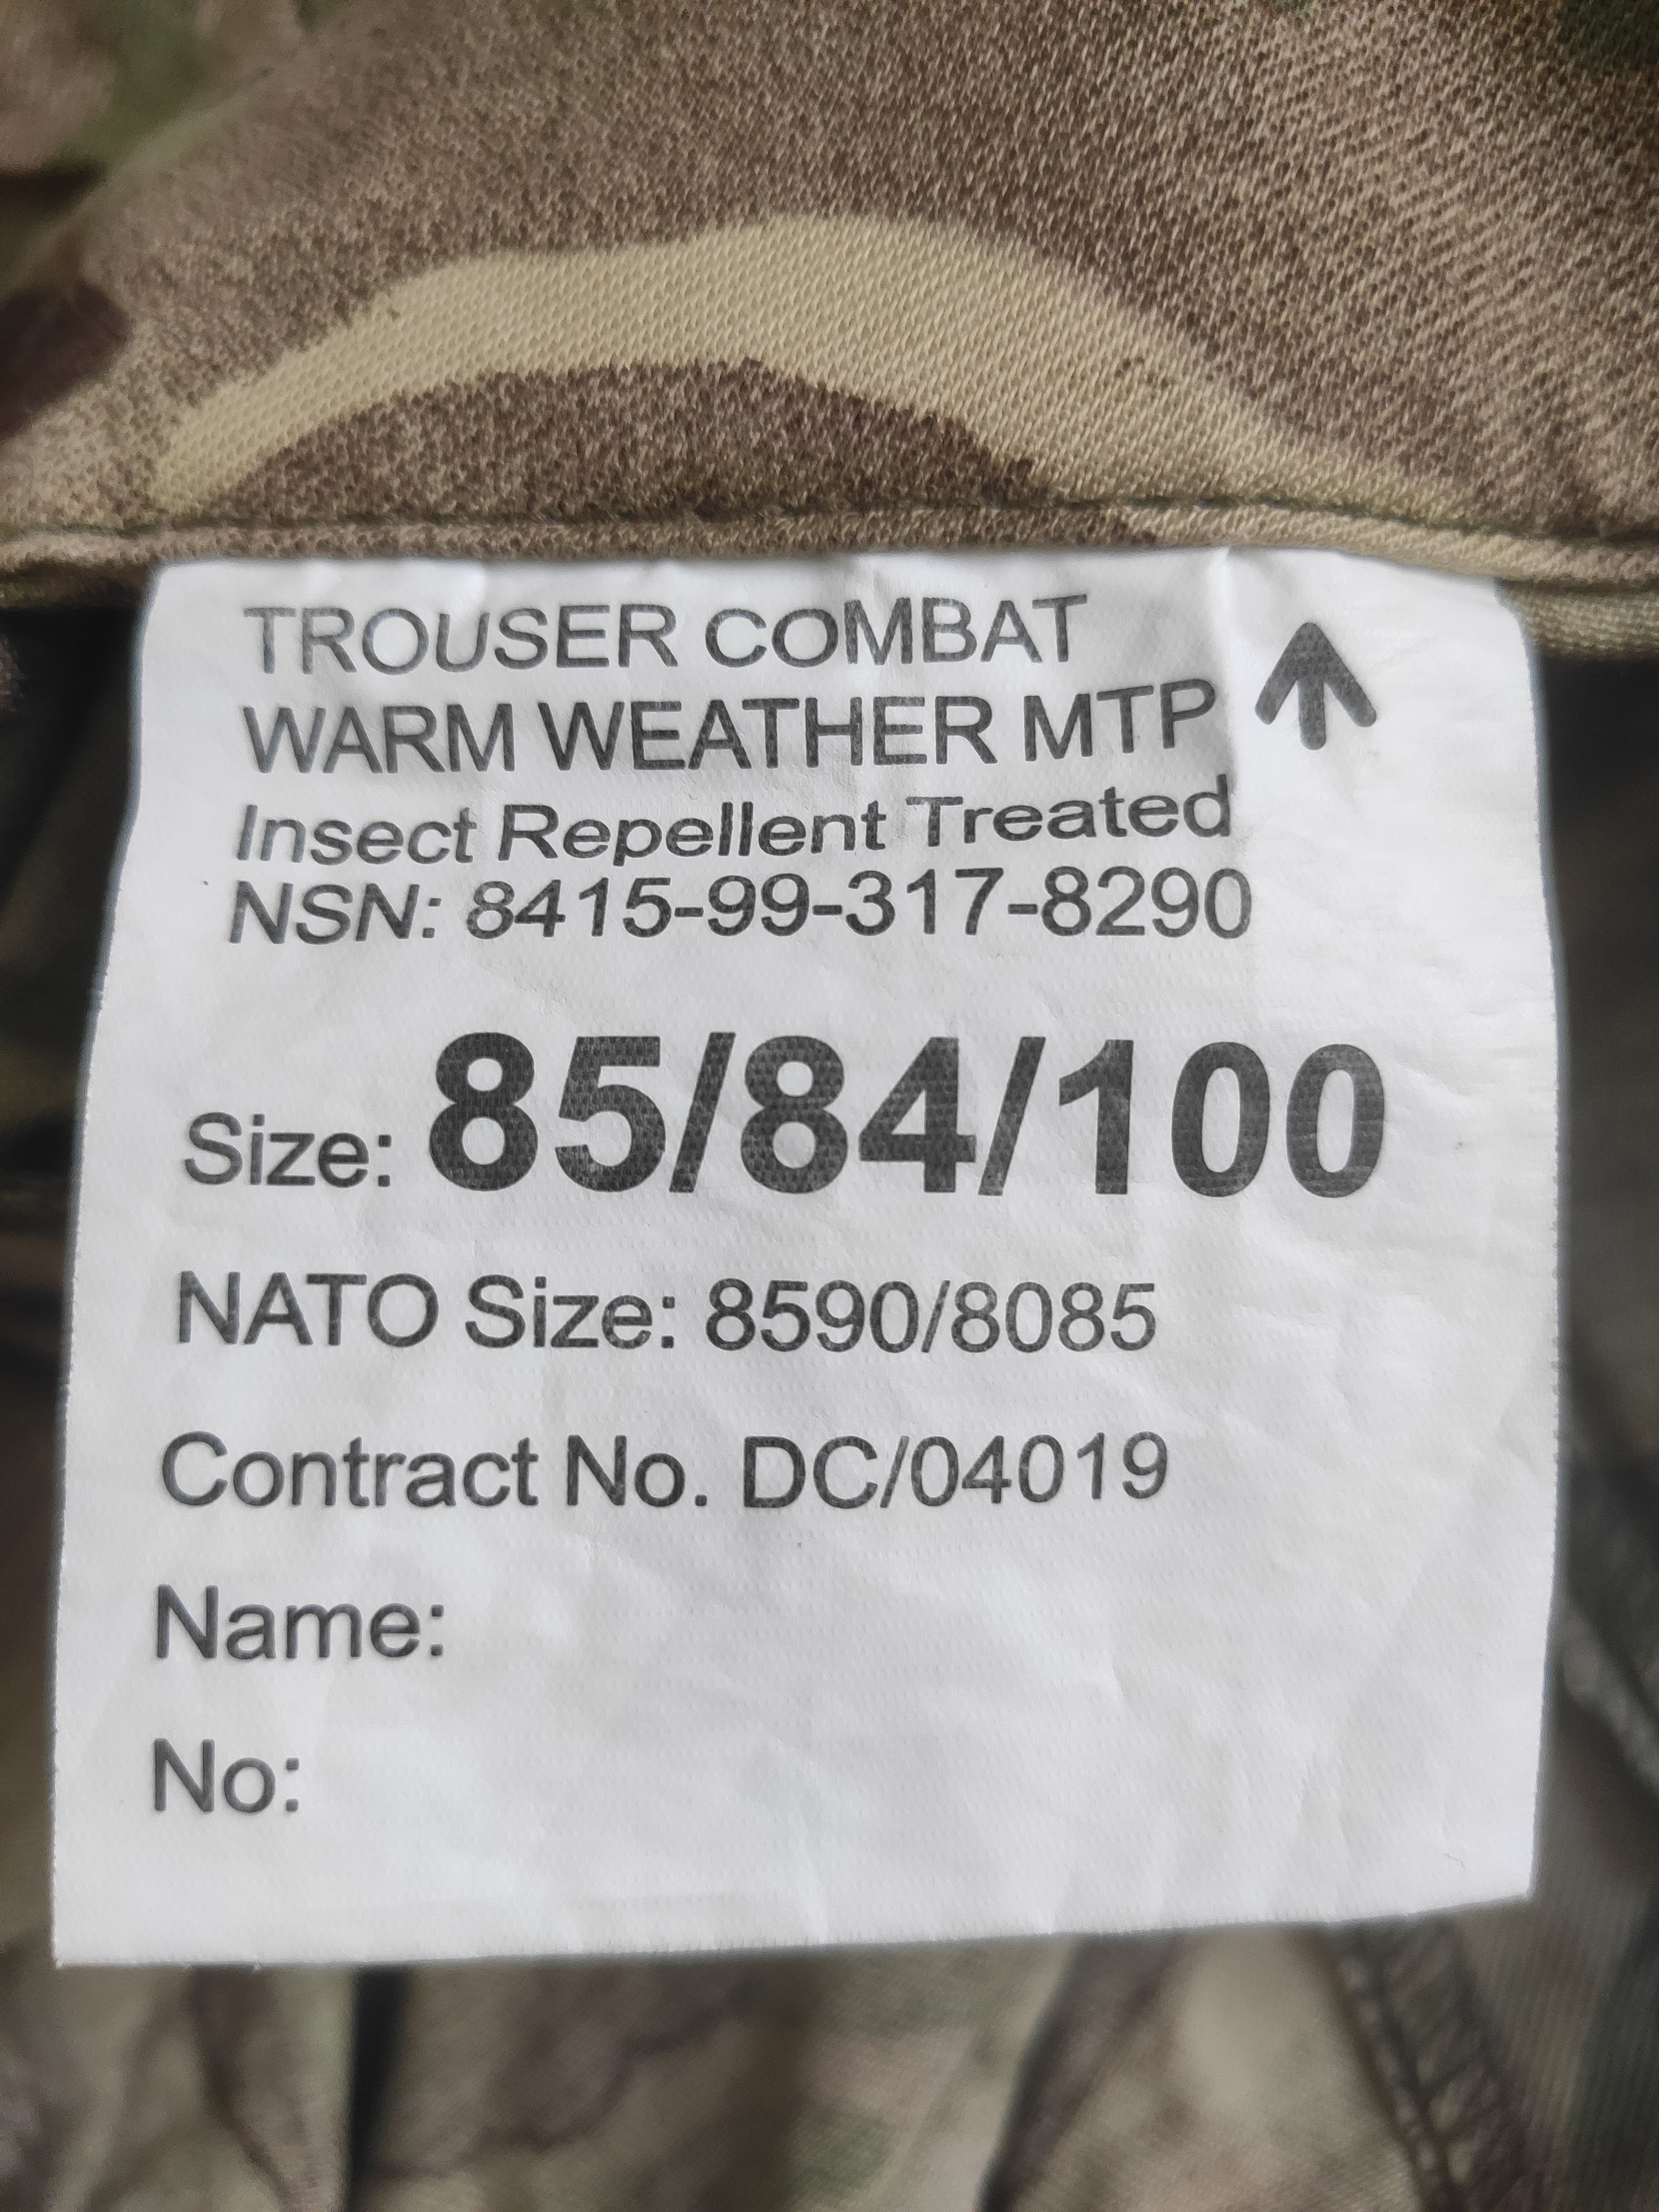 TROUSER COMBAT
WARM WEATHER MTP
Insect Repellent Treated
NSN: 8415-99-317-8290
Size: 85/84/100
NATO Size: 8590/8085
Contract No. DC/04019
Name:
No: